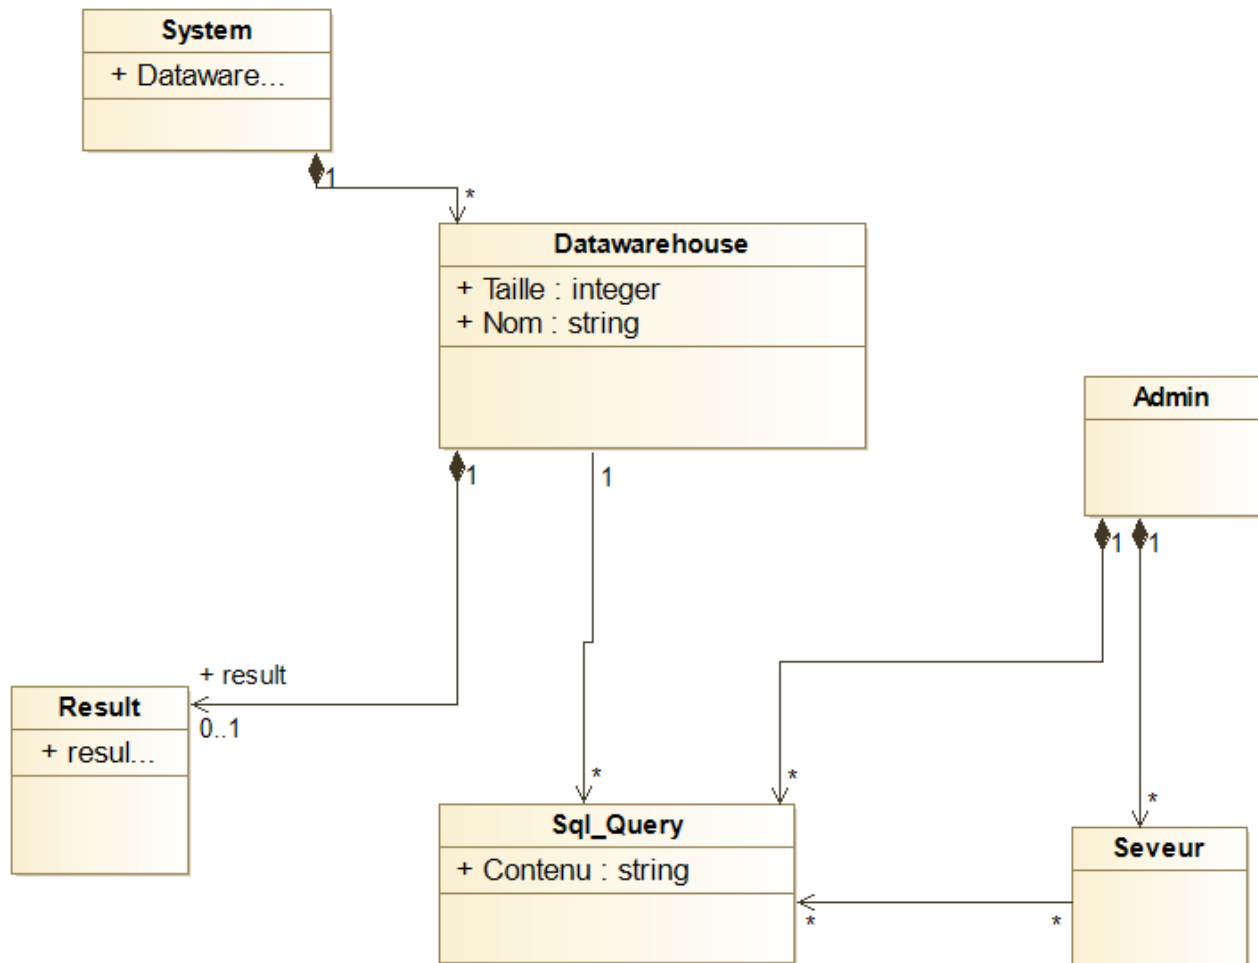 System
+ Dataware...
1
*
Datawarehouse
+ Taille : integer
+ Nom : string
1
1
Admin
1
1
+ result
0..1
Result
+ resul...
*
*
*
Sql_Query
+ Contenu : string
Seveur
*
*